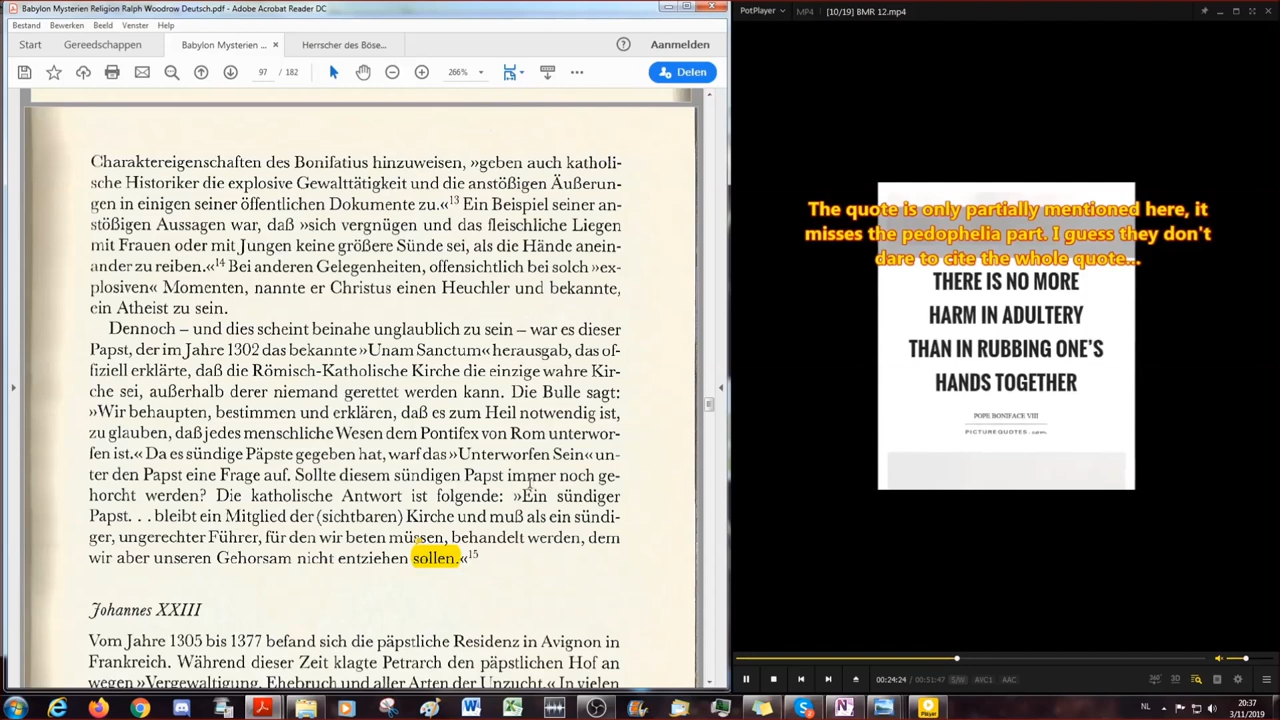 Babylon Mysterien Religion Ralph Woodrow Deutsch.pdf - Adobe Acrobat Reader DC
Bestand Bewerken Beeld Venster Help
Start Gereedschappen Babylon Mysterien ... × Herrscher des Böse... Aanmelden
97 / 182 266% Delen
Charaktereigenschaften des Bonifatius hinzuweisen, »geben auch katholi-
sche Historiker die explosive Gewalttätigkeit und die anstößigen Äußerun-
gen in einigen seiner öffentlichen Dokumente zu.«13 Ein Beispiel seiner an-
stößigen Aussagen war, daß »sich vergnügen und das fleischliche Liegen
mit Frauen oder mit Jungen keine größere Sünde sei, als die Hände anein-
ander zu reiben.«14 Bei anderen Gelegenheiten, offensichtlich bei solch »ex-
plosiven« Momenten, nannte er Christus einen Heuchler und bekannte,
ein Atheist zu sein.
Dennoch – und dies scheint beinahe unglaublich zu sein – war es dieser
Papst, der im Jahre 1302 das bekannte »Unam Sanctum« herausgab, das of-
fiziell erklärte, daß die Römisch-Katholische Kirche die einzige wahre Kir-
che sei, außerhalb derer niemand gerettet werden kann. Die Bulle sagt:
»Wir behaupten, bestimmen und erklären, daß es zum Heil notwendig ist,
zu glauben, daß jedes menschliche Wesen dem Pontifex von Rom unterwor-
fen ist.« Da es sündige Päpste gegeben hat, warf das »Unterworfen Sein« un-
ter den Papst eine Frage auf. Sollte diesem sündigen Papst immer noch ge-
horcht werden? Die katholische Antwort ist folgende: »Ein sündiger
Papst. . . bleibt ein Mitglied der (sichtbaren) Kirche und muß als ein sündi-
ger, ungerechter Führer, für den wir beten müssen, behandelt werden, dem
wir aber unseren Gehorsam nicht entziehen sollen.«15
Johannes XXIII
Vom Jahre 1305 bis 1377 befand sich die päpstliche Residenz in Avignon in
Frankreich. Während dieser Zeit klagte Petrarch den päpstlichen Hof an
wegen »Vergewaltigung, Ehebruch und aller Arten der Unzucht.« In vielen
PotPlayer MP4 [10/19] BMR 12.mp4
The quote is only partially mentioned here, it
misses the pedophelia part. I guess they don't
dare to cite the whole quote...
THERE IS NO MORE
HARM IN ADULTERY
THAN IN RUBBING ONE'S
HANDS TOGETHER
POPE BONIFACE VIII
PICTUREQUOTES
00:24:24 / 00:51:47 S/W AVC1 AAC
360° 3D
NL 20:37
3/11/2019